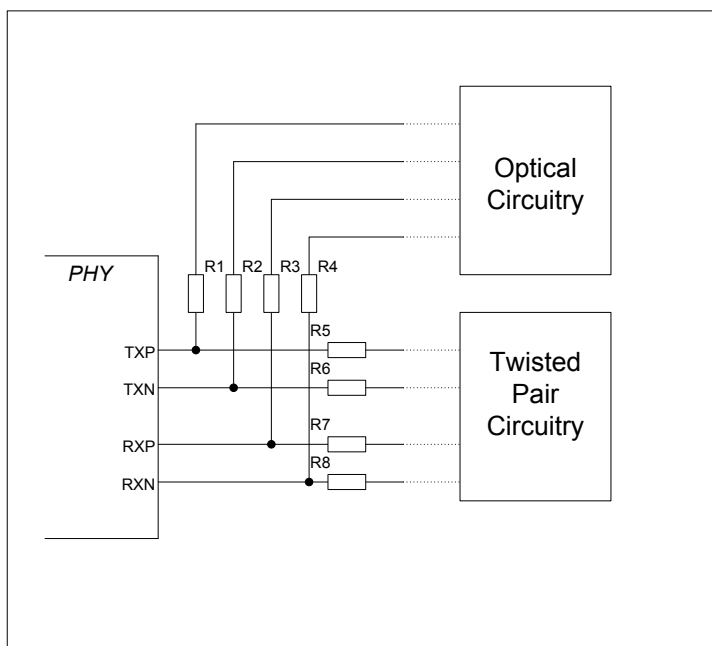 Optical
Circuitry
PHY
R1 R2 R3 R4
R5
TXP
R6
TXN
R7
RXP
R8
RXN
Twisted
Pair
Circuitry